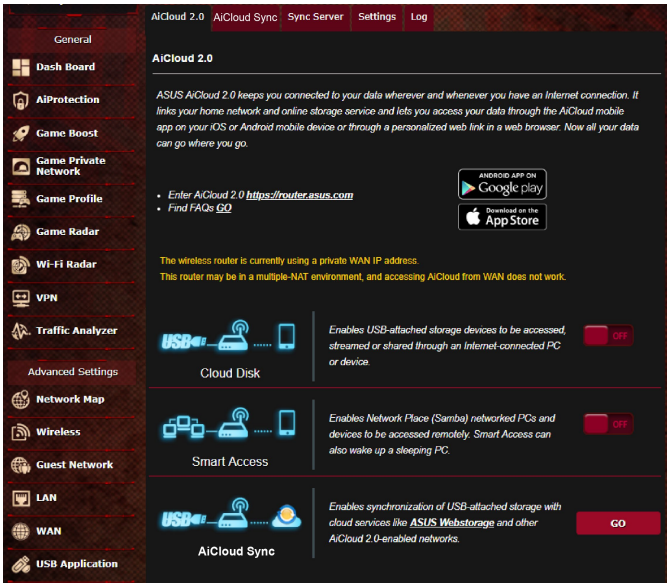 AiCloud 2.0 AiCloud Sync Sync Server Settings Log
General
Dash Board
AiProtection
Game Boost
Game Private
Network
Game Profile
Game Radar
Wi-Fi Radar
VPN
Traffic Analyzer
Advanced Settings
Network Map
Wireless
Guest Network
LAN
WAN
USB Application
AiCloud 2.0
ASUS AiCloud 2.0 keeps you connected to your data wherever and whenever you have an Internet connection. It
links your home network and online storage service and lets you access your data through the AiCloud mobile
app on your iOS or Android mobile device or through a personalized web link in a web browser. Now all your data
can go where you go.
• Enter AiCloud 2.0 https://router.asus.com
• Find FAQs GO
ANDROID APP ON
Google play
Download on the
App Store
The wireless router is currently using a private WAN IP address.
This router may be in a multiple-NAT environment, and accessing AiCloud from WAN does not work.
USB
Cloud Disk
Enables USB-attached storage devices to be accessed,
streamed or shared through an Internet-connected PC
or device.
OFF
Smart Access
Enables Network Place (Samba) networked PCs and
devices to be accessed remotely. Smart Access can
also wake up a sleeping PC.
OFF
USB
AiCloud Sync
Enables synchronization of USB-attached storage with
cloud services like ASUS Webstorage and other
AiCloud 2.0-enabled networks.
GO